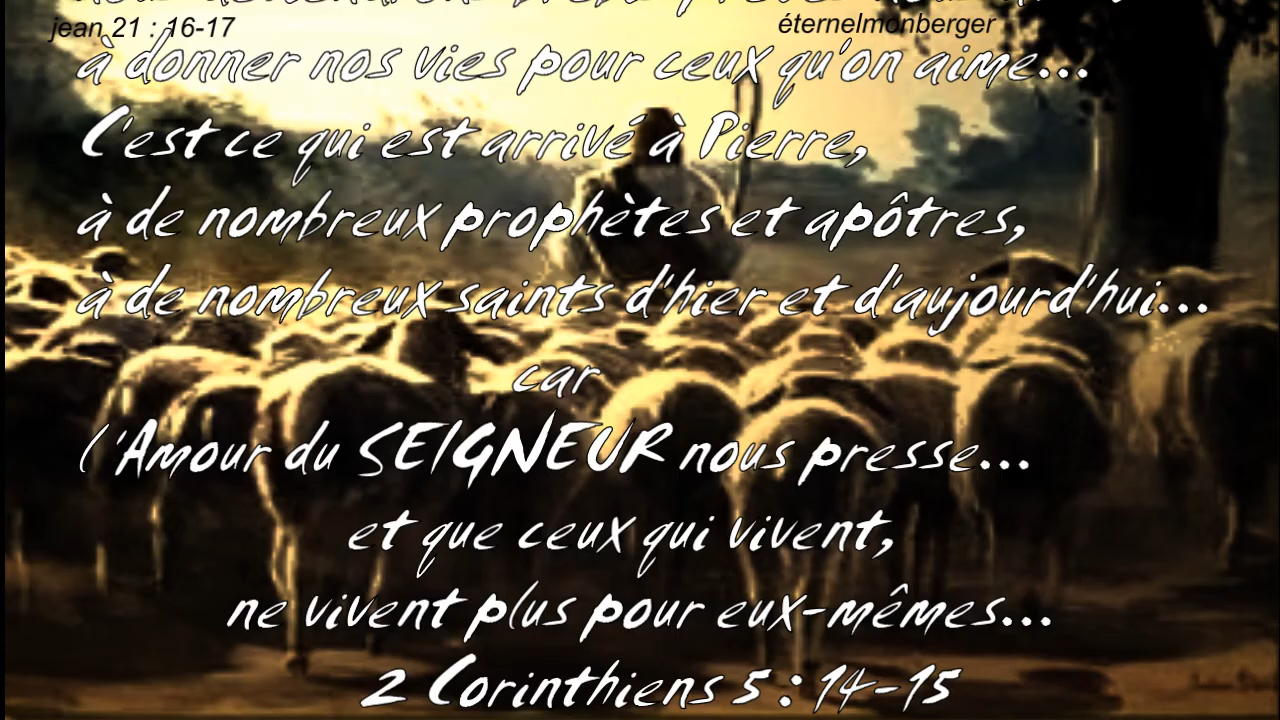 jean 21 : 16-17
éternelmonberger
à donner nos vies pour ceux qu'on aime...
C'est ce qui est arrivé à Pierre,
à de nombreux prophètes et apôtres,
à de nombreux saints d'hier et d'aujourd'hui...
car
l'Amour du SEIGNEUR nous presse...
et que ceux qui vivent,
ne vivent plus pour eux-mêmes...
2 Corinthiens 5 : 14-15